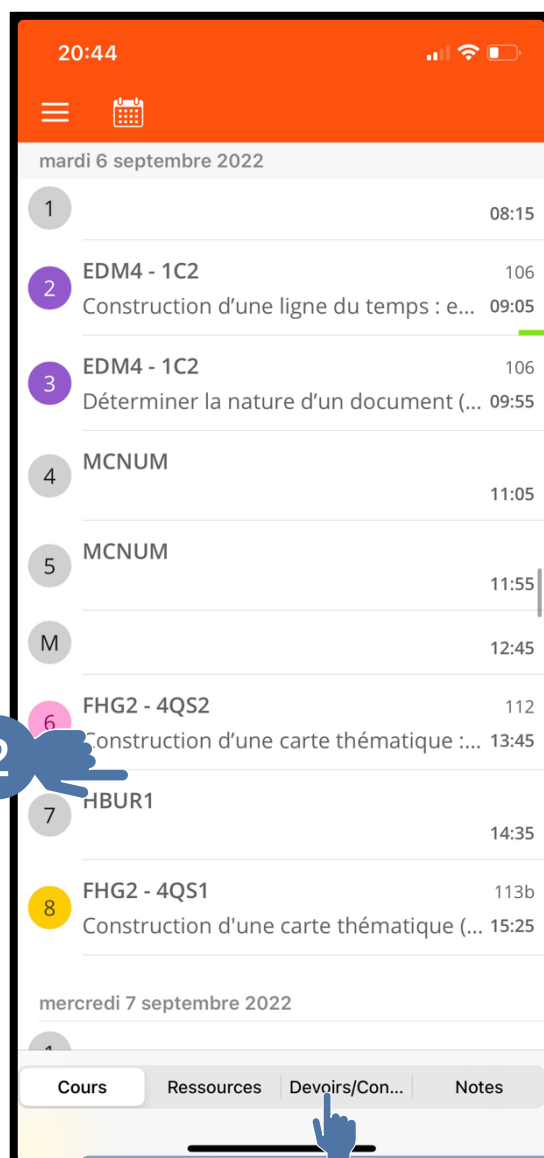 20:44
mardi 6 septembre 2022
1
08:15
2 EDM4 - 1C2 106
Construction d’une ligne du temps : e... 09:05
3 EDM4 - 1C2 106
Déterminer la nature d’un document (... 09:55
4 MCNUM
11:05
5 MCNUM
11:55
M
12:45
6 FHG2 - 4QS2 112
Construction d’une carte thématique :... 13:45
2
7 HBUR1
14:35
8 FHG2 - 4QS1 113b
Construction d'une carte thématique (... 15:25
mercredi 7 septembre 2022
1
Cours Ressources Devoirs/Con... Notes